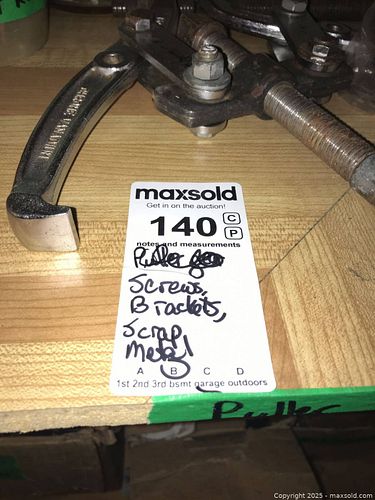 maxsold
Get in on the auction!
140 C
P
notes and measurements
Screws,
Brackets,
Scrap
Metal
A B C D
1st 2nd 3rd bsmt garage outdoors
Puller
Copyright 2025 - maxsold.com